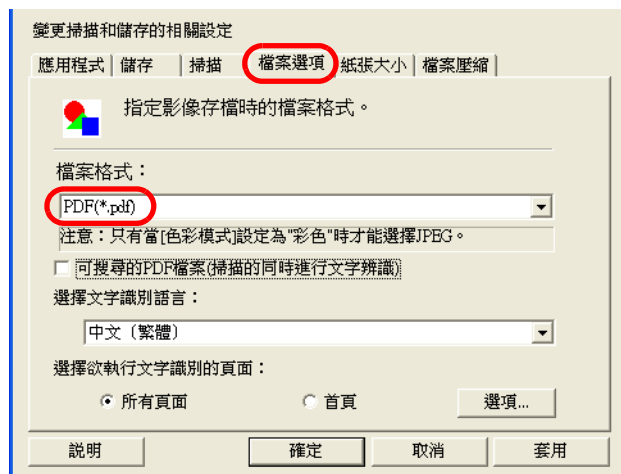 變更掃描和儲存的相關設定
應用程式 儲存 掃描 檔案選項 紙張大小 檔案壓縮
指定影像存檔時的檔案格式。
檔案格式：
PDF(*.pdf)
注意：只有當[色彩模式]設定為"彩色"時才能選擇JPEG。
可搜尋的PDF檔案(掃描的同時進行文字辨識)
選擇文字識別語言：
中文（繁體）
選擇欲執行文字識別的頁面：
所有頁面 首頁 選項...
説明 確定 取消 套用